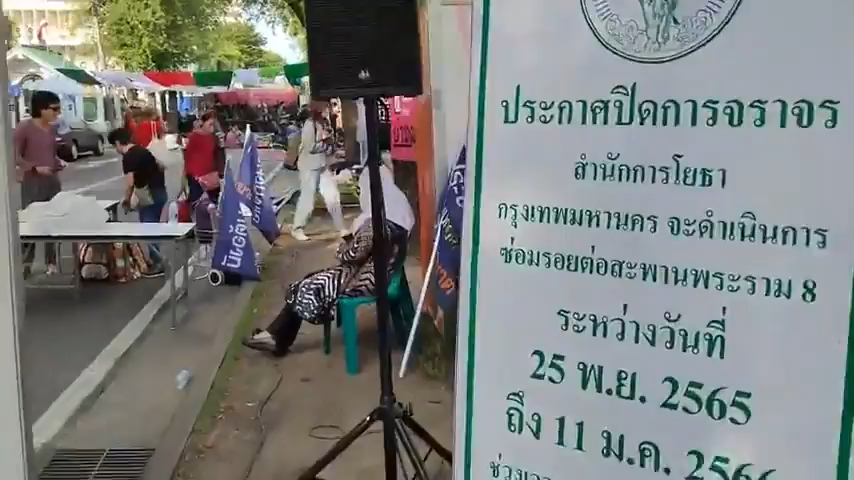 ประกาศปิดการจราจร
สำนักการโยธา
กรุงเทพมหานคร จะดำเนินการ
ซ่อมรอยต่อสะพานพระราม 8
ระหว่างวันที่
25 พ.ย. 2565
ถึง 11 ม.ค. 2566